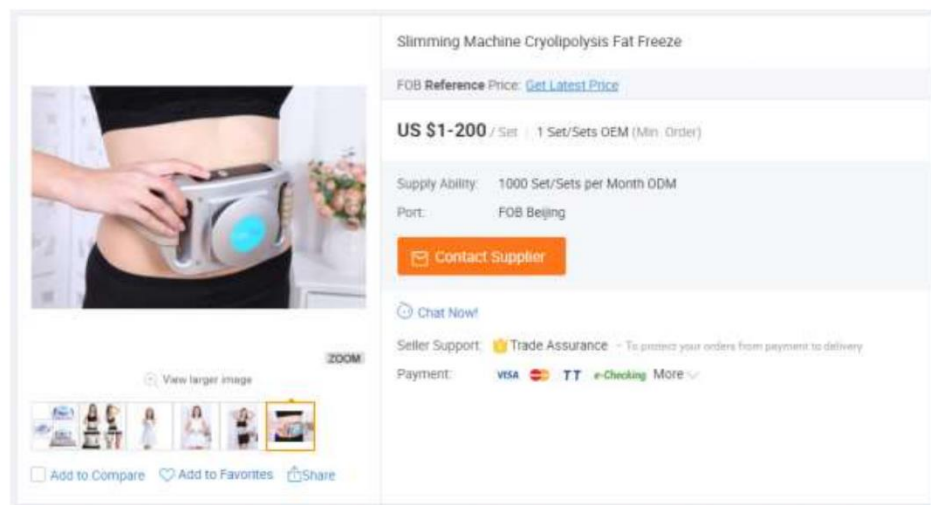 Slimming Machine Cryolipolysis Fat Freeze
FOB Reference Price: Get Latest Price
US $1-200 / Set | 1 Set/Sets OEM (Min. Order)
Supply Ability: 1000 Set/Sets per Month ODM
Port: FOB Beijing
Contact Supplier
Chat Now!
Seller Support: Trade Assurance - To protect your orders from payment to delivery
Payment: VISA TT e-Checking More
ZOOM
View larger image
Add to Compare Add to Favorites Share